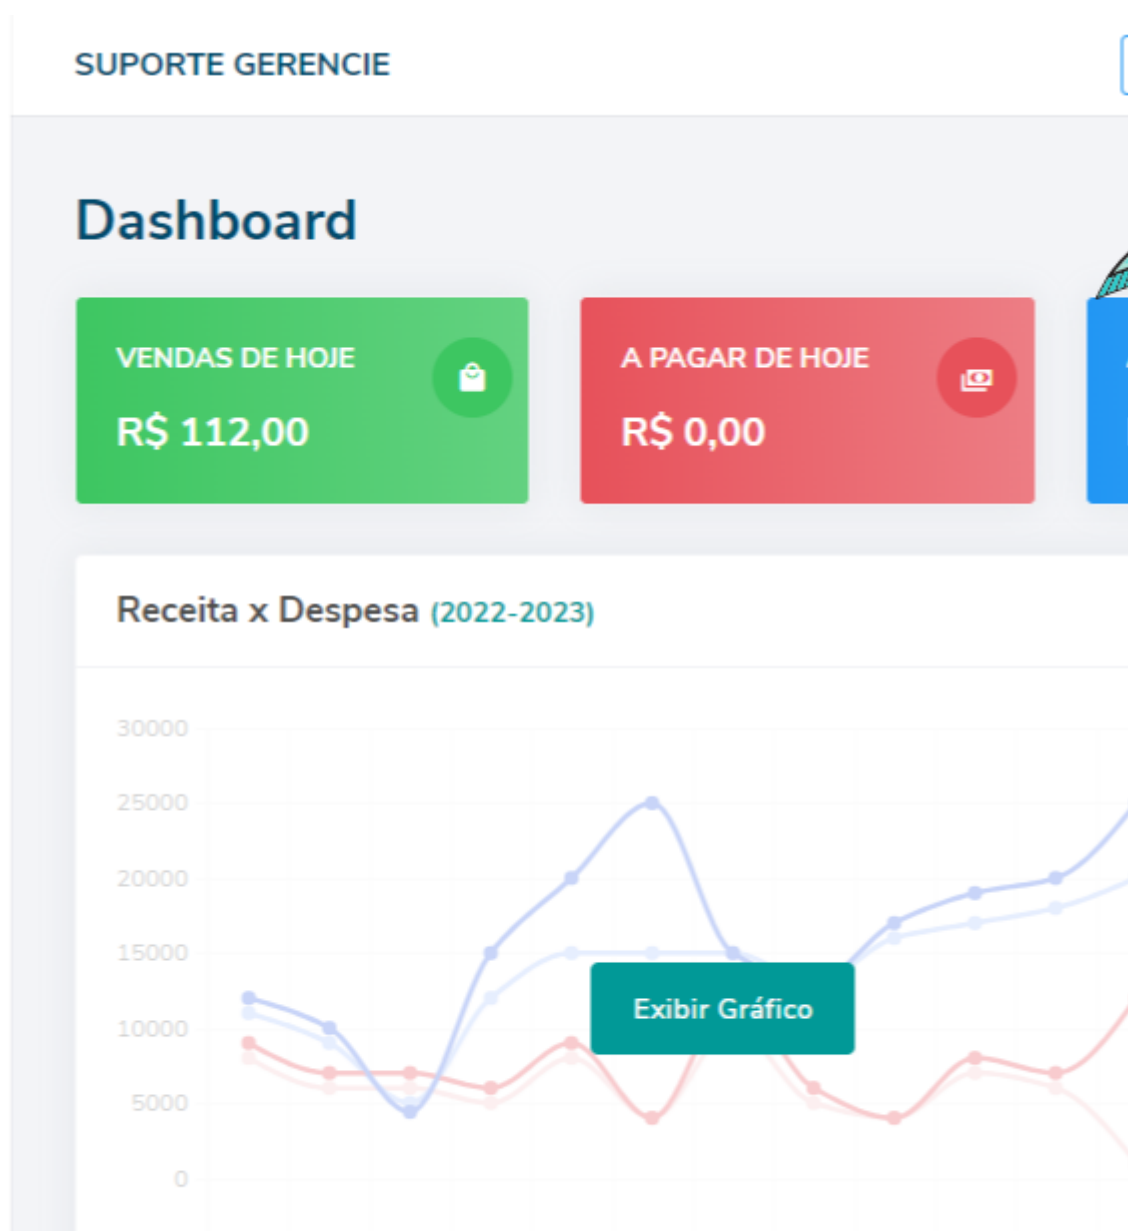 SUPORTE GERENCIE
Dashboard
VENDAS DE HOJE
R$ 112,00
A PAGAR DE HOJE
R$ 0,00
Receita x Despesa (2022-2023)
30000
25000
20000
15000
10000
5000
0
Exibir Gráfico